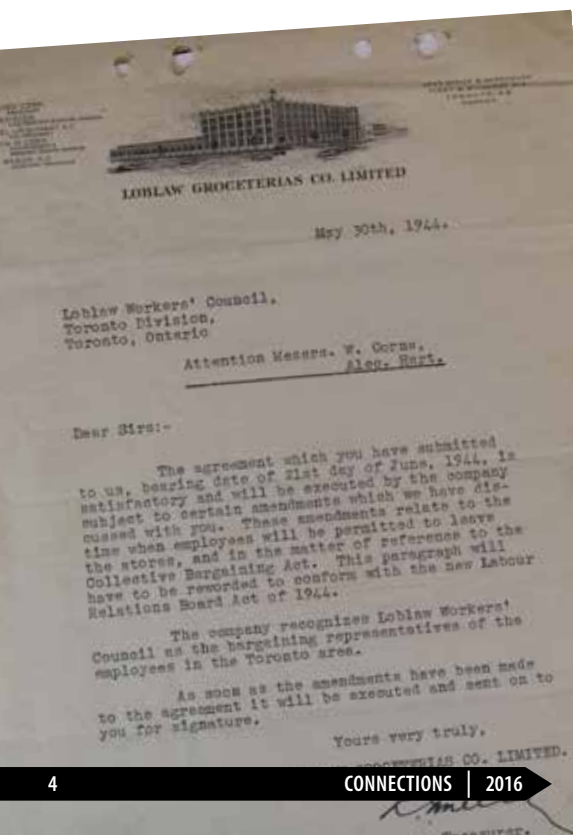 LOBLAW GROCETERIAS CO. LIMITED
May 30th, 1944.
Loblaw Workers' Council,
Toronto Division,
Toronto, Ontario
Attention Messrs. W. Corns,
Alec. Hart.
Dear Sirs:-
The agreement which you have submitted
to us, bearing date of 21st day of June, 1944, is
satisfactory and will be executed by the company
subject to certain amendments which we have dis-
cussed with you. These amendments relate to the
time when employees will be permitted to leave
the stores, and in the matter of reference to the
Collective Bargaining Act. This paragraph will
have to be reworded to conform with the new Labour
Relations Board Act of 1944.
The company recognizes Loblaw Workers'
Council as the bargaining representatives of the
employees in the Toronto area.
As soon as the amendments have been made
to the agreement it will be executed and sent on to
you for signature.
Yours very truly,
GROCETERIAS CO. LIMITED.
Treasurer.
4
CONNECTIONS | 2016